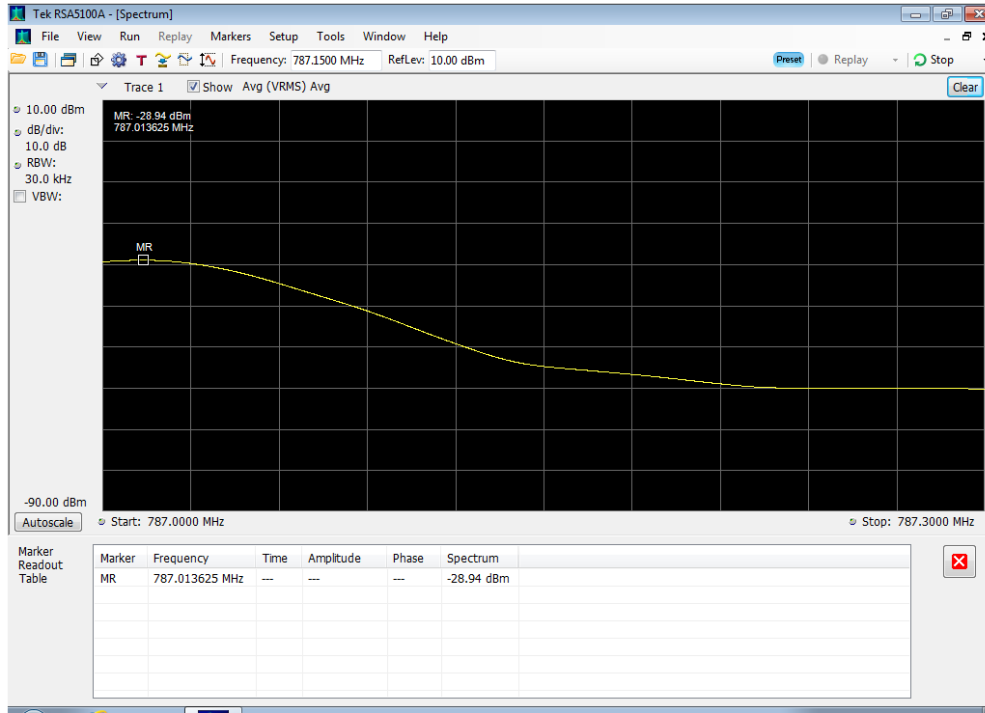 Tek RSA5100A - [Spectrum]
File View Run Replay Markers Setup Tools Window Help
T Frequency: 787.1500 MHz RefLev: 10.00 dBm Preset Replay Stop
Trace 1 Show Avg (VRMS) Avg Clear
10.00 dBm
dB/div:
10.0 dB
RBW:
30.0 kHz
VBW:
MR: -28.94 dBm
787.013625 MHz
MR
-90.00 dBm
Autoscale Start: 787.0000 MHz Stop: 787.3000 MHz
Marker
Readout
Table
Marker Frequency Time Amplitude Phase Spectrum
MR 787.013625 MHz --- --- --- -28.94 dBm